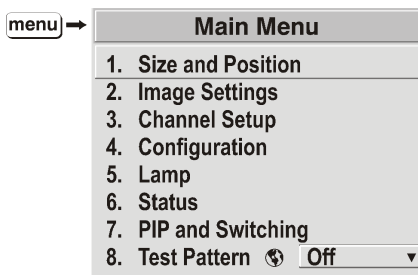 menu
Main Menu
1. Size and Position
2. Image Settings
3. Channel Setup
4. Configuration
5. Lamp
6. Status
7. PIP and Switching
8. Test Pattern Off